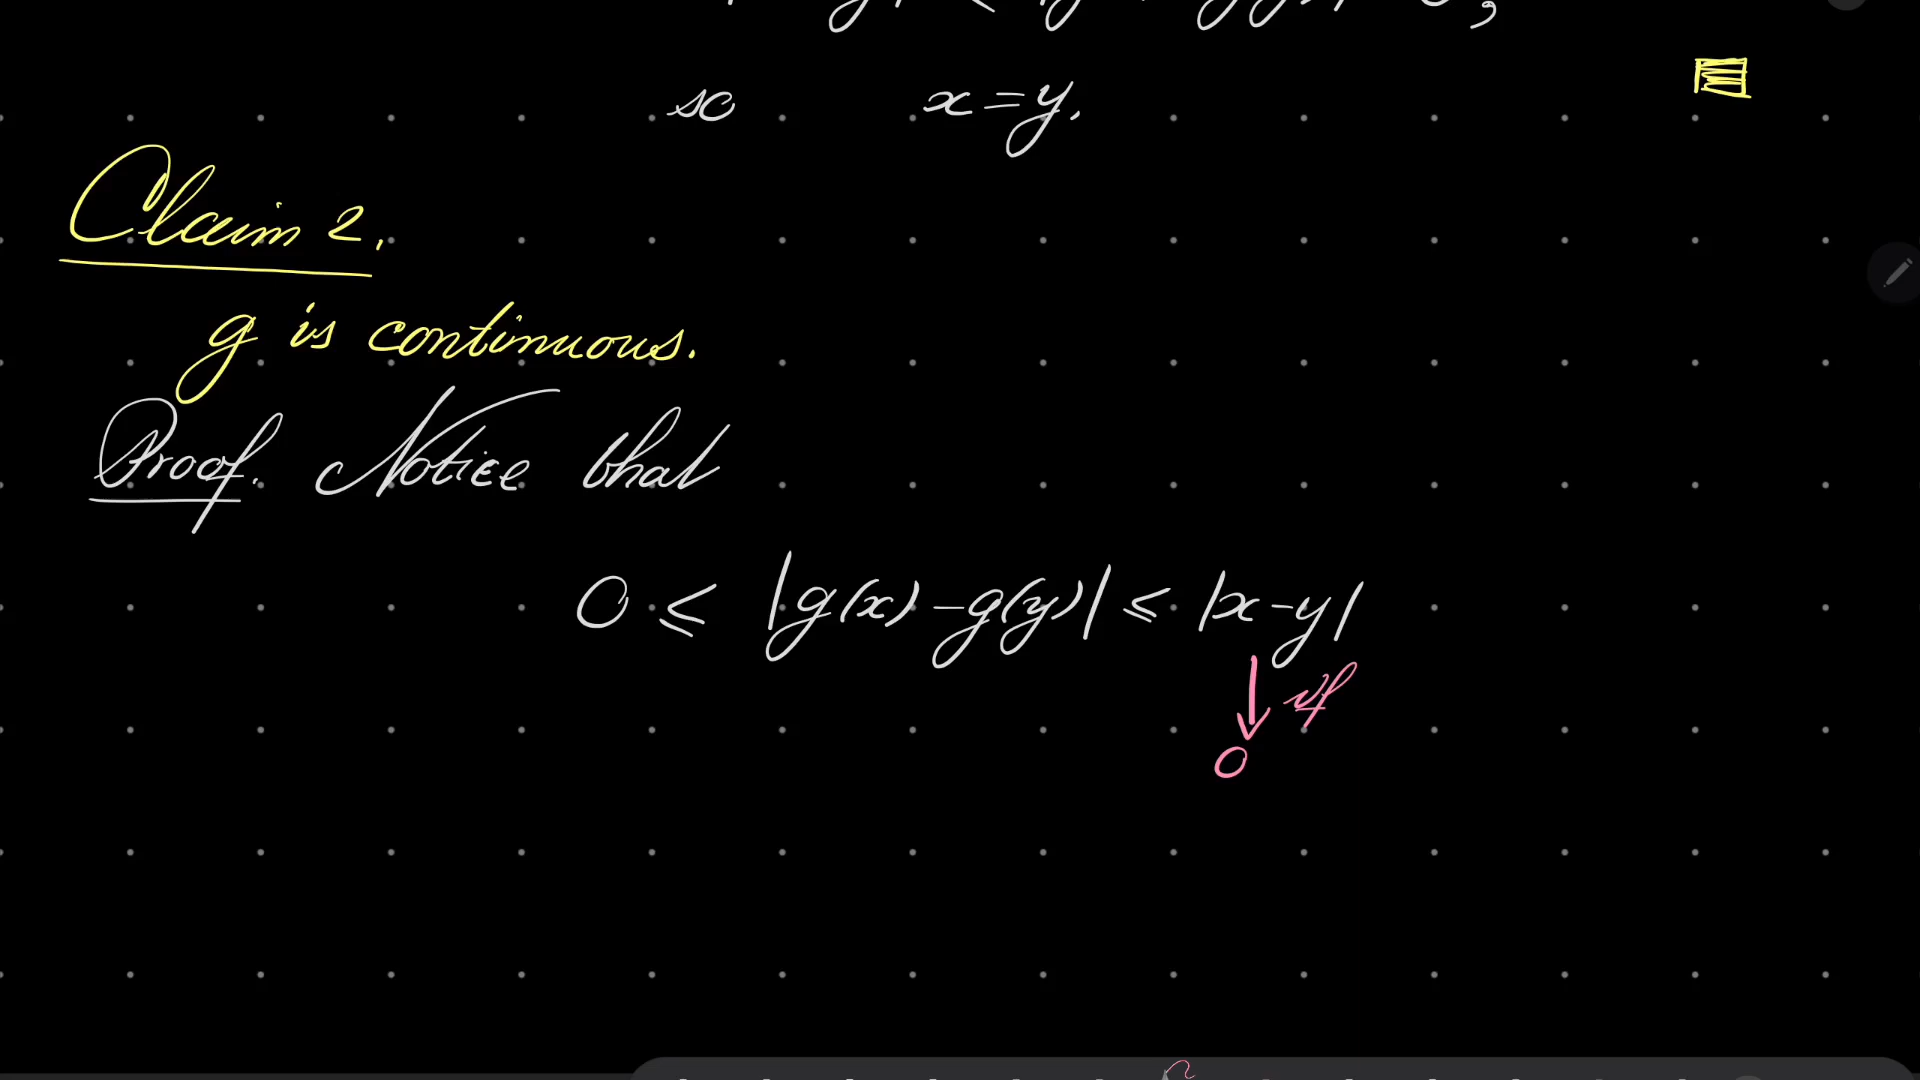 so x=y.
Claim 2.
g is continuous.
Proof. Notice that
0 ≤ |g(x)-g(y)| ≤ |x-y|
↓ if
0